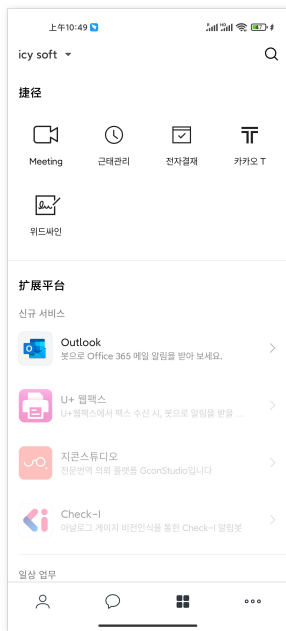 上午10:49
47
icy soft
捷径
Meeting
근태관리
전자결재
카카오 T
위드싸인
扩展平台
신규 서비스
Outlook
봇으로 Office 365 메일 알림을 받아 보세요.
U+ 웹팩스
U+웹팩스에서 팩스 수신 시, 봇으로 알림을 받을 ...
지콘스튜디오
전문번역 의뢰 플랫폼 GconStudio입니다
Check-I
아날로그 게이지 비전인식을 통한 Check-I 알림봇
일상 업무